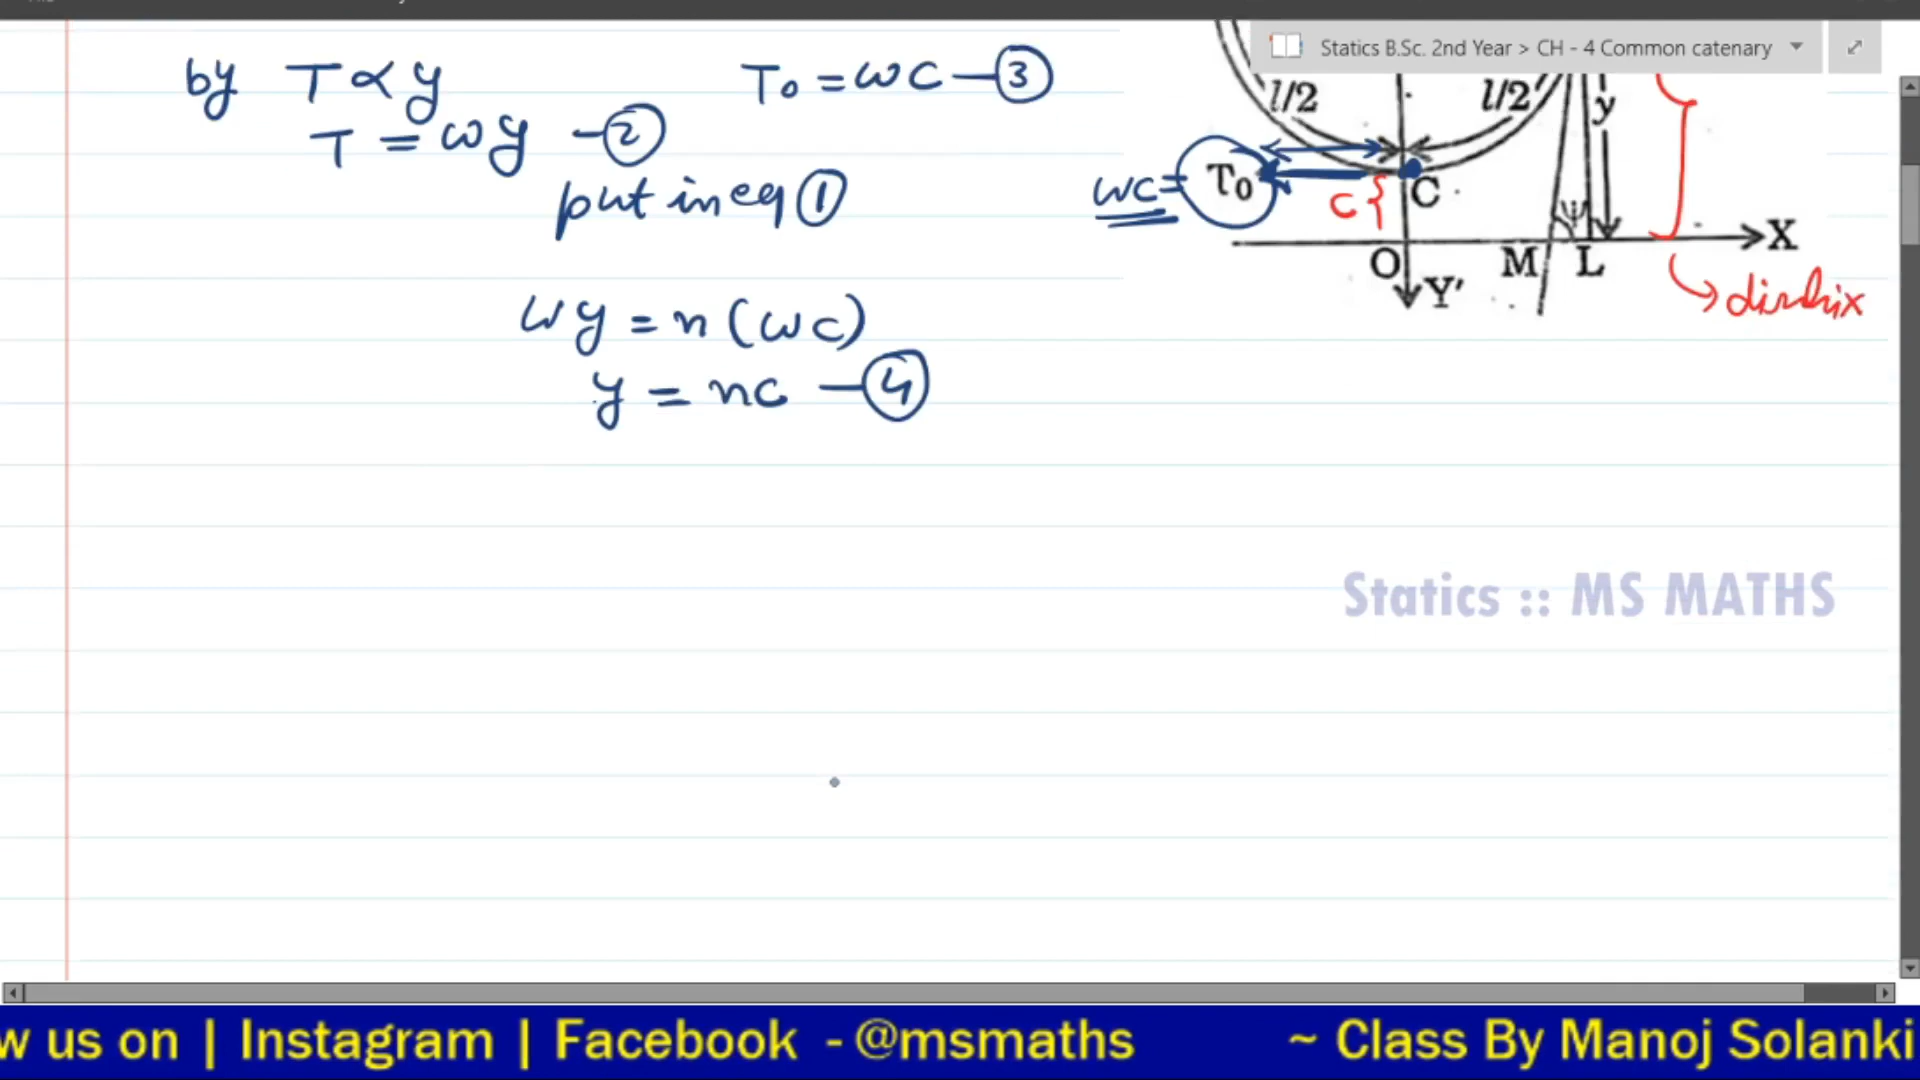 Statics B.Sc. 2nd Year > CH - 4 Common catenary
by T ∝ y
T₀ = wc — ③
T = wy — ②
put in eq ①
wy = n (wc)
y = nc — ④
l/2 l/2 y
wc = T₀ c { C ψ
X
O M L
Y'
Statics :: MS MATHS
w us on | Instagram | Facebook - @msmaths ~ Class By Manoj Solanki